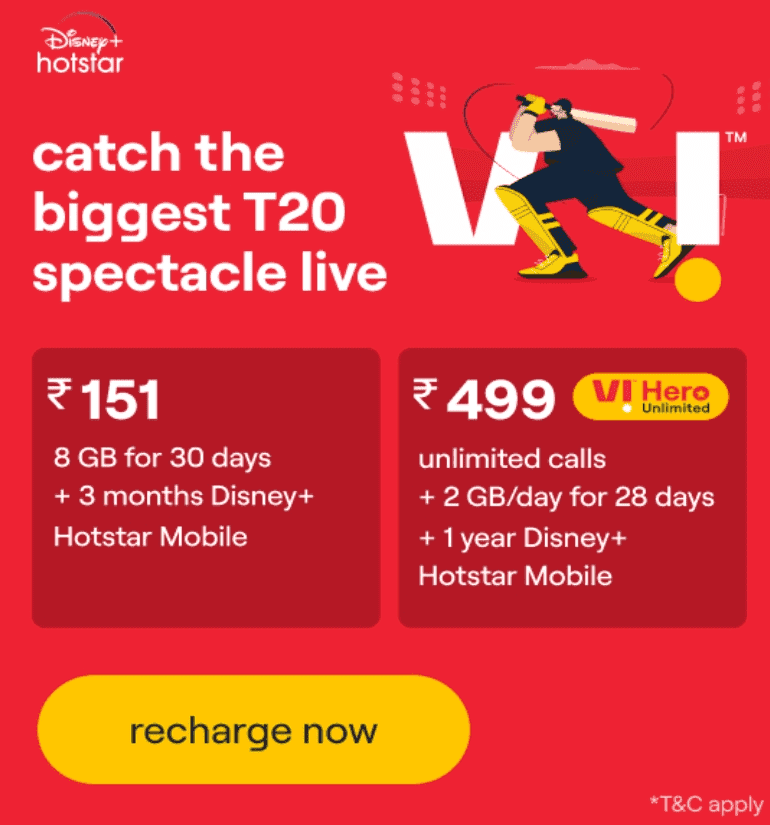 Disney+
hotstar
catch the
biggest T20
spectacle live
VI™
₹151
8 GB for 30 days
+ 3 months Disney+
Hotstar Mobile
₹499
VI Hero
Unlimited
unlimited calls
+ 2 GB/day for 28 days
+ 1 year Disney+
Hotstar Mobile
recharge now
*T&C apply